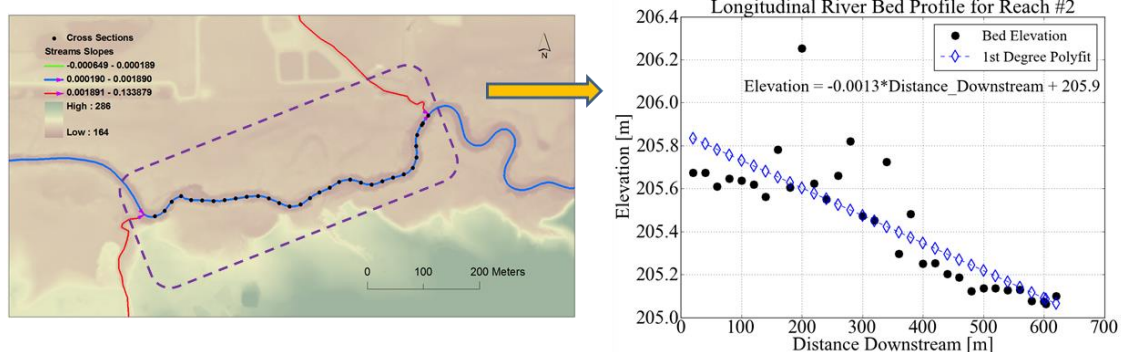 Cross Sections
Streams Slopes
-0.000649 - 0.000189
0.000190 - 0.001890
0.001891 - 0.133879
High : 286
Low : 164
N
0 100 200 Meters
Longitudinal River Bed Profile for Reach #2
Bed Elevation
1st Degree Polyfit
Elevation = -0.0013*Distance_Downstream + 205.9
Elevation [m]
206.4
206.2
206.0
205.8
205.6
205.4
205.2
205.0
0 100 200 300 400 500 600 700
Distance Downstream [m]